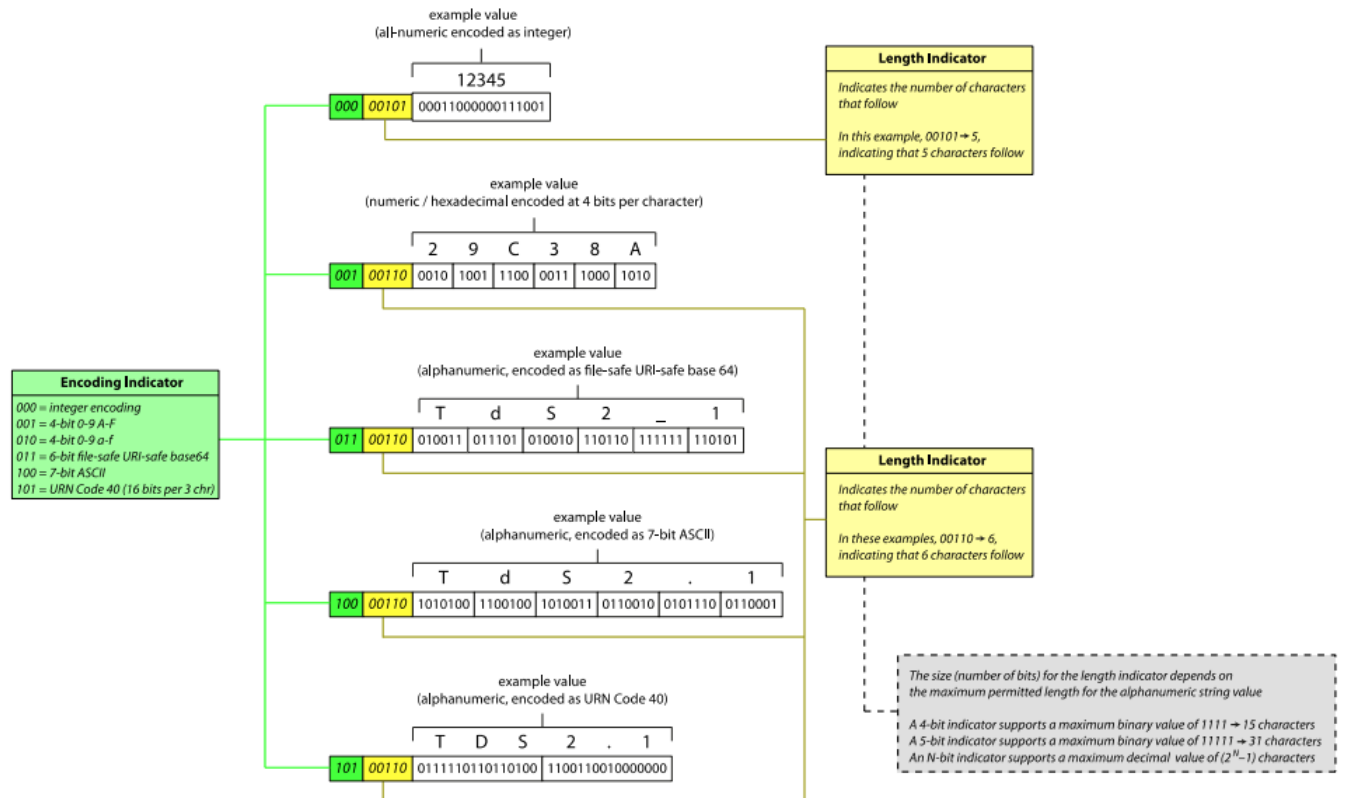 example value
(all-numeric encoded as integer)
12345
000 00101 00011000000111001
Length Indicator
Indicates the number of characters
that follow
In this example, 00101➔ 5,
indicating that 5 characters follow
example value
(numeric / hexadecimal encoded at 4 bits per character)
2 9 C 3 8 A
001 00110 0010 1001 1100 0011 1000 1010
example value
(alphanumeric, encoded as file-safe URI-safe base 64)
T d S 2 _ 1
011 00110 010011 011101 010010 110110 111111 110101
Encoding Indicator
000 = integer encoding
001 = 4-bit 0-9 A-F
010 = 4-bit 0-9 a-f
011 = 6-bit file-safe URI-safe base64
100 = 7-bit ASCII
101 = URN Code 40 (16 bits per 3 chr)
Length Indicator
Indicates the number of characters
that follow
In these examples, 00110 ➔ 6,
indicating that 6 characters follow
example value
(alphanumeric, encoded as 7-bit ASCII)
T d S 2 . 1
100 00110 1010100 1100100 1010011 0110010 0101110 0110001
example value
(alphanumeric, encoded as URN Code 40)
T D S 2 . 1
101 00110 0111110110110100 1100110010000000
The size (number of bits) for the length indicator depends on
the maximum permitted length for the alphanumeric string value
A 4-bit indicator supports a maximum binary value of 1111 ➔ 15 characters
A 5-bit indicator supports a maximum binary value of 11111 ➔ 31 characters
An N-bit indicator supports a maximum decimal value of (2^N–1) characters